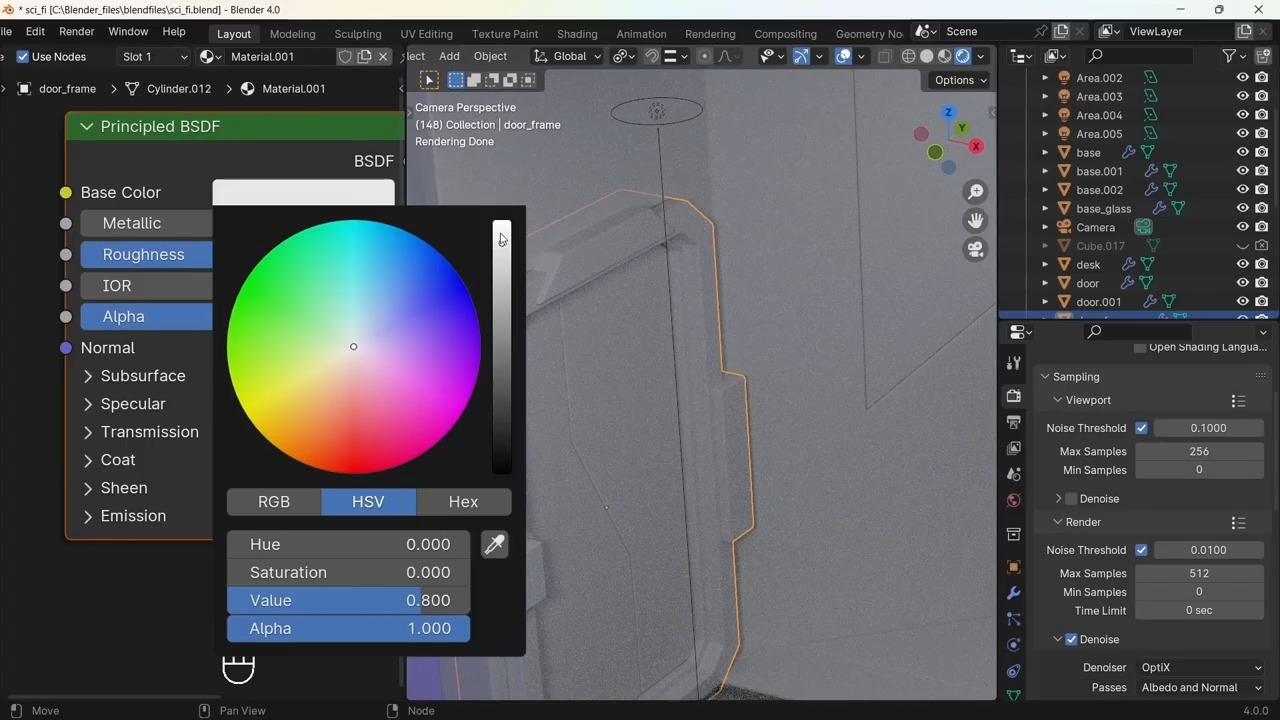 * sci_fi [C:\Blender_files\blendfiles\sci_fi.blend] - Blender 4.0
ile Edit Render Window Help Layout Modeling Sculpting UV Editing Texture Paint Shading Animation Rendering Compositing Geometry No Scene ViewLayer
Use Nodes Slot 1 Material.001 lect Add Object Global
door_frame > Cylinder.012 > Material.001
Options
Camera Perspective
(148) Collection | door_frame
Rendering Done
Z
Y
X
Principled BSDF
BSDF
Base Color
Metallic
Roughness
IOR
Alpha
Normal
Subsurface
Specular
Transmission
Coat
Sheen
Emission
RGB HSV Hex
Hue 0.000
Saturation 0.000
Value 0.800
Alpha 1.000
Area.002
Area.003
Area.004
Area.005
base
base.001
base.002
base_glass
Camera
Cube.017
desk
door
door.001
Open Shading Langua...
Sampling
Viewport
Noise Threshold 0.1000
Max Samples 256
Min Samples 0
Denoise
Render
Noise Threshold 0.0100
Max Samples 512
Min Samples 0
Time Limit 0 sec
Denoise
Denoiser OptiX
Passes Albedo and Normal
Move Pan View Node 4.0.0